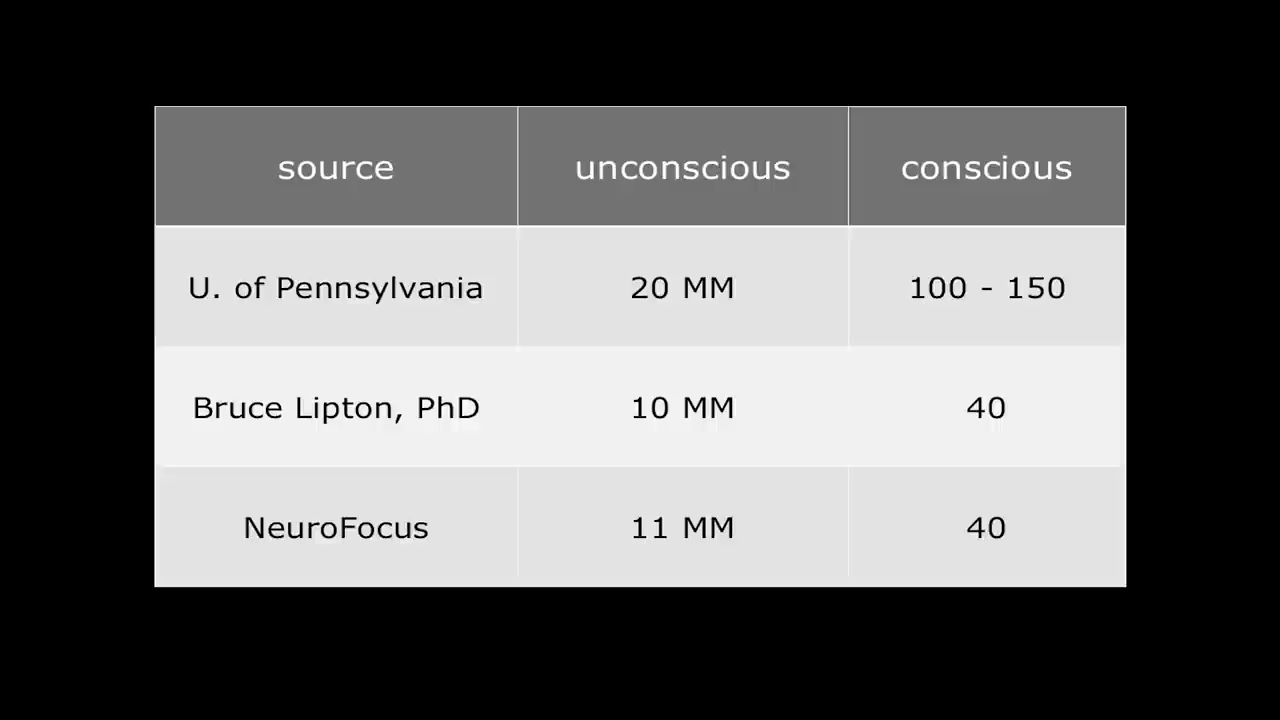 source unconscious conscious
U. of Pennsylvania 20 MM 100 - 150
Bruce Lipton, PhD 10 MM 40
NeuroFocus 11 MM 40